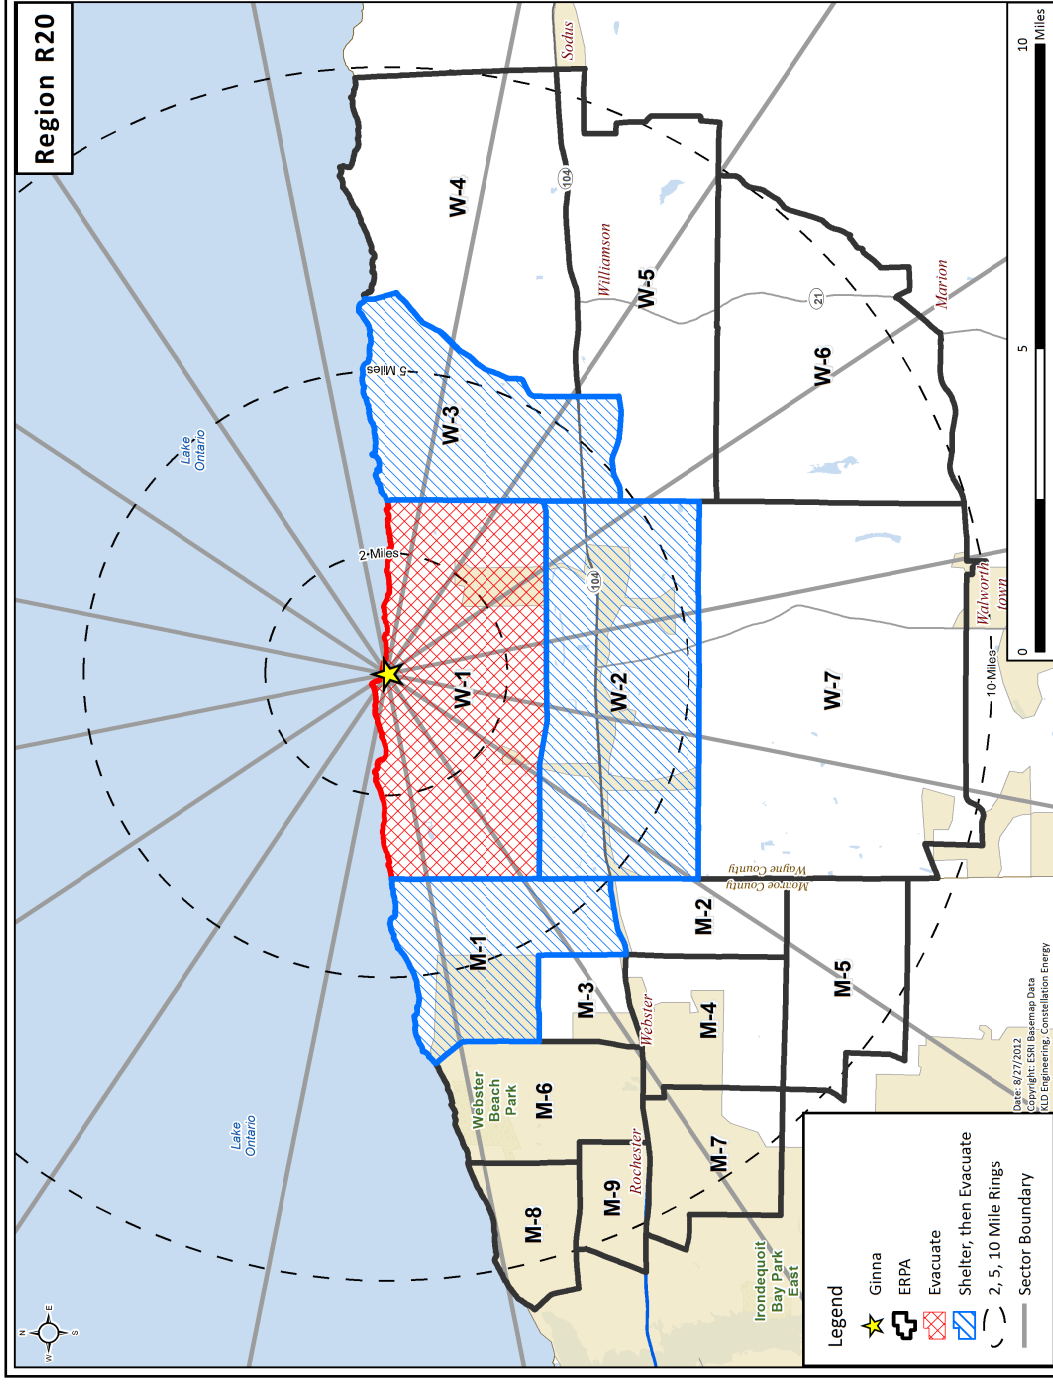 Region R20
N
W
E
S
Lake
Ontario
Lake
Ontario
5 Miles
2 Miles
10 Miles
W-1
W-2
W-3
W-4
W-5
W-6
W-7
M-1
M-2
M-3
M-4
M-5
M-6
M-7
M-8
M-9
104
104
21
Sodus
Williamson
Marion
Walworth
town
Webster
Rochester
Webster
Beach
Park
Irondequoit
Bay Park
East
Monroe County
Wayne County
Legend
Ginna
ERPA
Evacuate
Shelter, then Evacuate
2, 5, 10 Mile Rings
Sector Boundary
Date: 8/27/2012
Copyright: ESRI Basemap Data
KLD Engineering, Constellation Energy
0
5
10
Miles